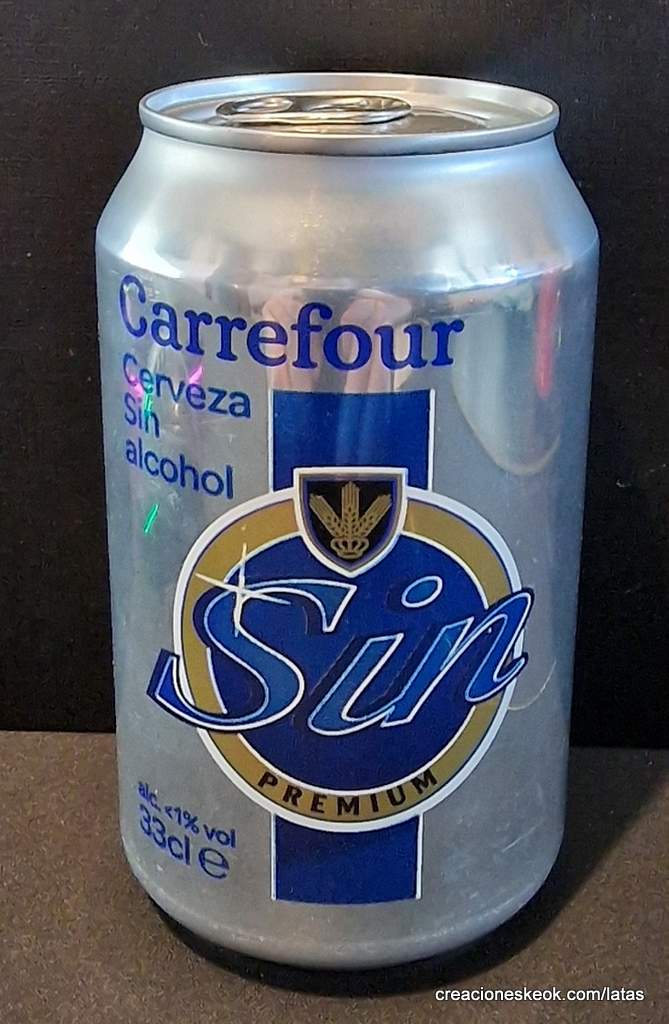 Carrefour
Cerveza
Sin
alcohol
Sin
PREMIUM
alc. <1% vol
33cl e
creacioneskeok.com/latas